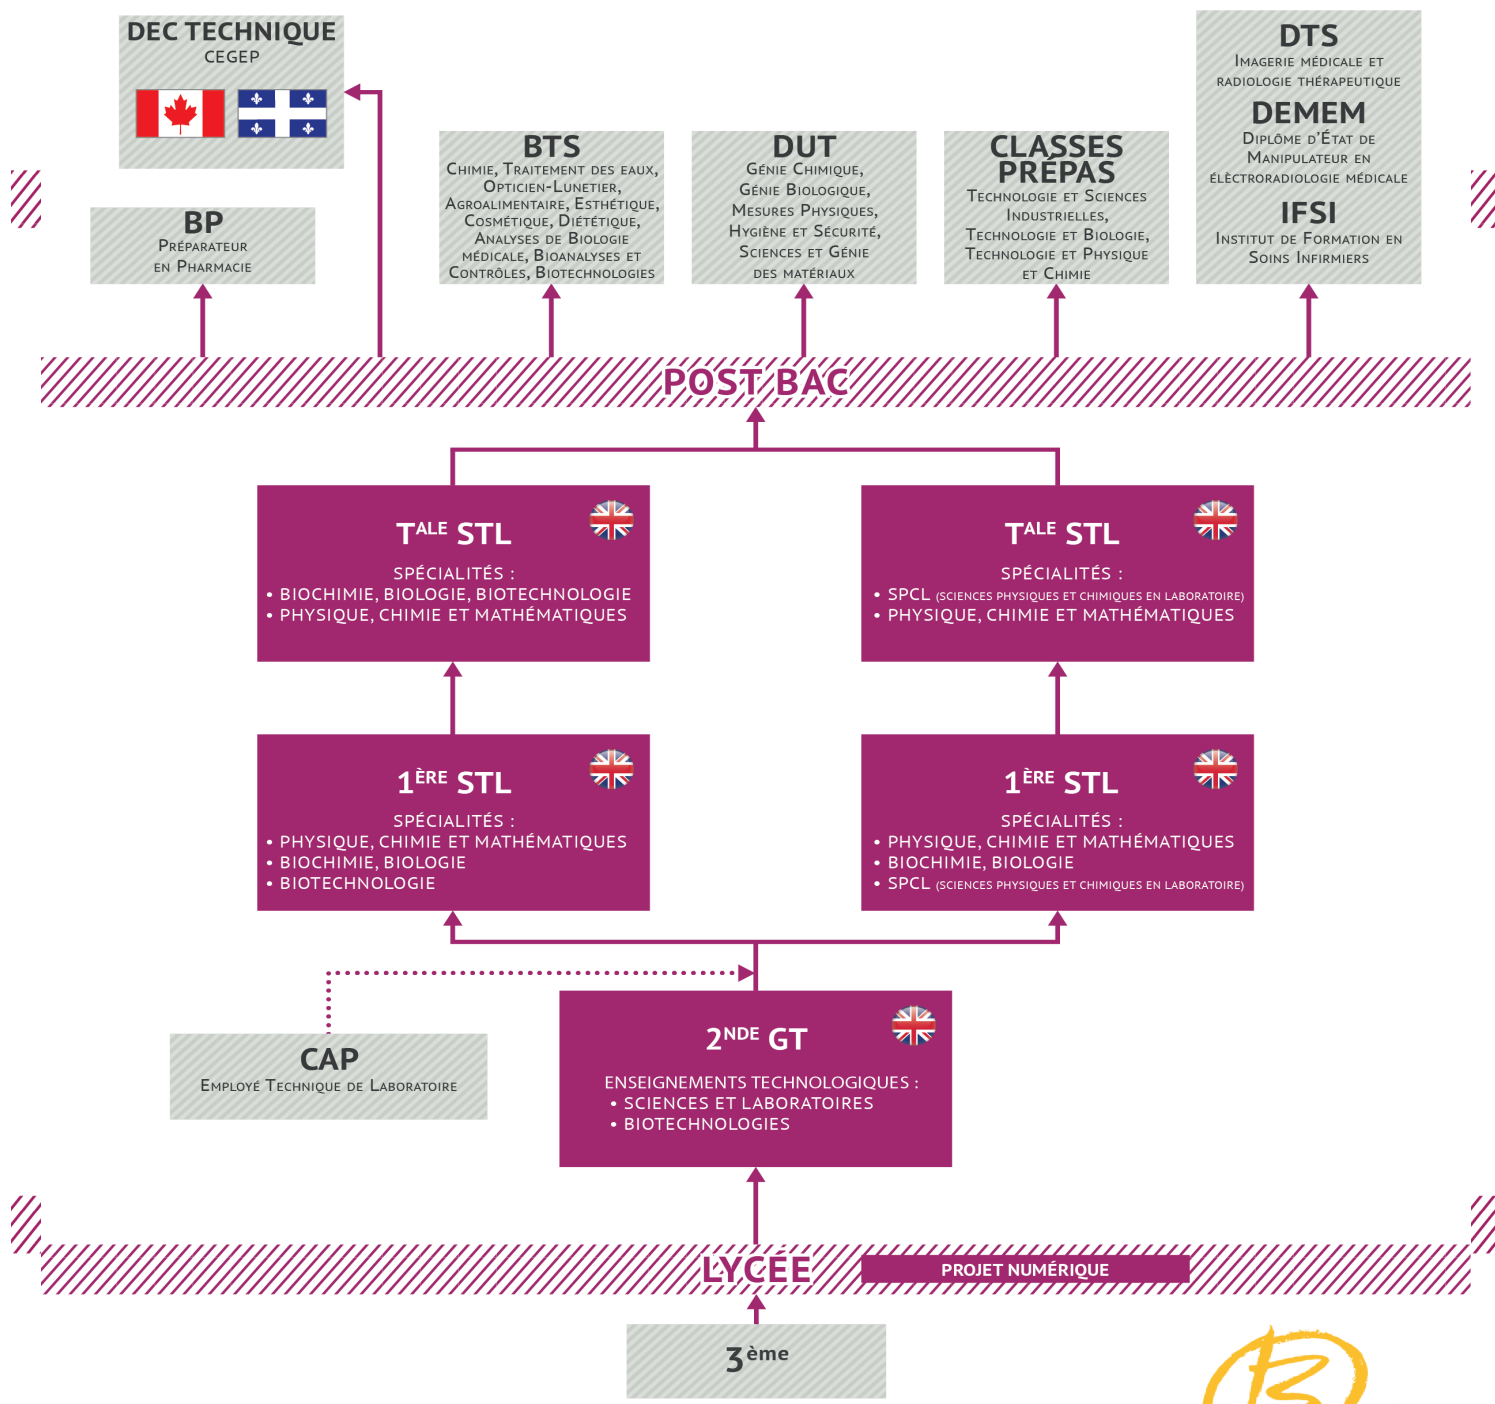 DEC TECHNIQUE
CEGEP
BP
Préparateur
en Pharmacie
BTS
Chimie, Traitement des eaux,
Opticien-Lunetier,
Agroalimentaire, Esthétique,
Cosmétique, Diététique,
Analyses de Biologie
médicale, Bioanalyses et
Contrôles, Biotechnologies
DUT
Génie Chimique,
Génie Biologique,
Mesures Physiques,
Hygiène et Sécurité,
Sciences et Génie
des matériaux
CLASSES
PRÉPAS
Technologie et Sciences
Industrielles,
Technologie et Biologie,
Technologie et Physique
et Chimie
DTS
Imagerie médicale et
radiologie thérapeutique
DEMEM
Diplôme d'État de
Manipulateur en
élèctroradiologie médicale
IFSI
Institut de Formation en
Soins Infirmiers
POST BAC
TALE STL
SPÉCIALITÉS :
• BIOCHIMIE, BIOLOGIE, BIOTECHNOLOGIE
• PHYSIQUE, CHIMIE ET MATHÉMATIQUES
TALE STL
SPÉCIALITÉS :
• SPCL (SCIENCES PHYSIQUES ET CHIMIQUES EN LABORATOIRE)
• PHYSIQUE, CHIMIE ET MATHÉMATIQUES
1ÈRE STL
SPÉCIALITÉS :
• PHYSIQUE, CHIMIE ET MATHÉMATIQUES
• BIOCHIMIE, BIOLOGIE
• BIOTECHNOLOGIE
1ÈRE STL
SPÉCIALITÉS :
• PHYSIQUE, CHIMIE ET MATHÉMATIQUES
• BIOCHIMIE, BIOLOGIE
• SPCL (SCIENCES PHYSIQUES ET CHIMIQUES EN LABORATOIRE)
CAP
Employé Technique de Laboratoire
2NDE GT
ENSEIGNEMENTS TECHNOLOGIQUES :
• SCIENCES ET LABORATOIRES
• BIOTECHNOLOGIES
LYCÉE
PROJET NUMÉRIQUE
3ème